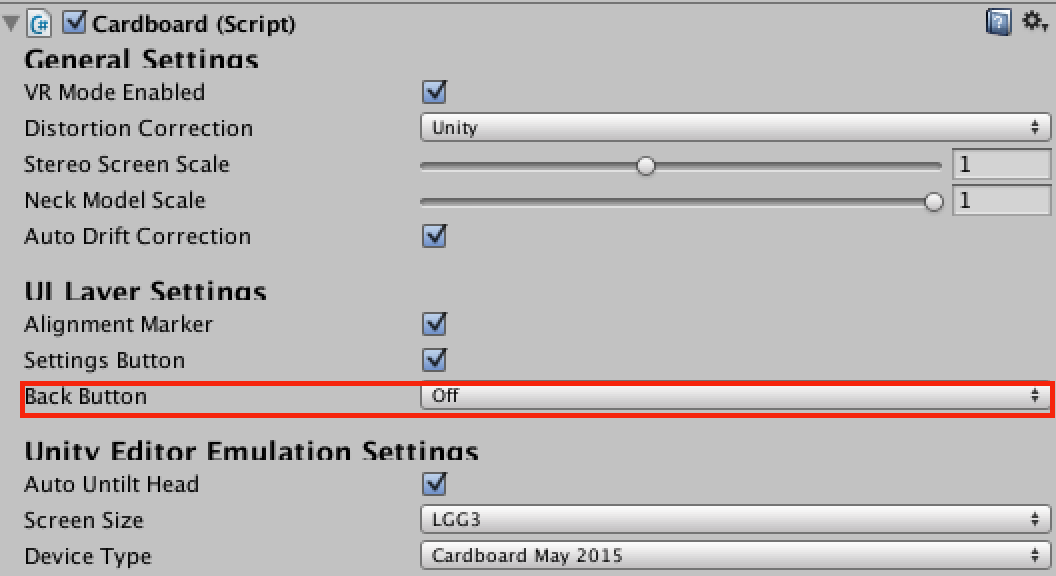 Cardboard (Script)
General Settings
VR Mode Enabled
Distortion Correction Unity
Stereo Screen Scale 1
Neck Model Scale 1
Auto Drift Correction
UI Layer Settings
Alignment Marker
Settings Button
Back Button Off
Unity Editor Emulation Settings
Auto Untilt Head
Screen Size LGG3
Device Type Cardboard May 2015